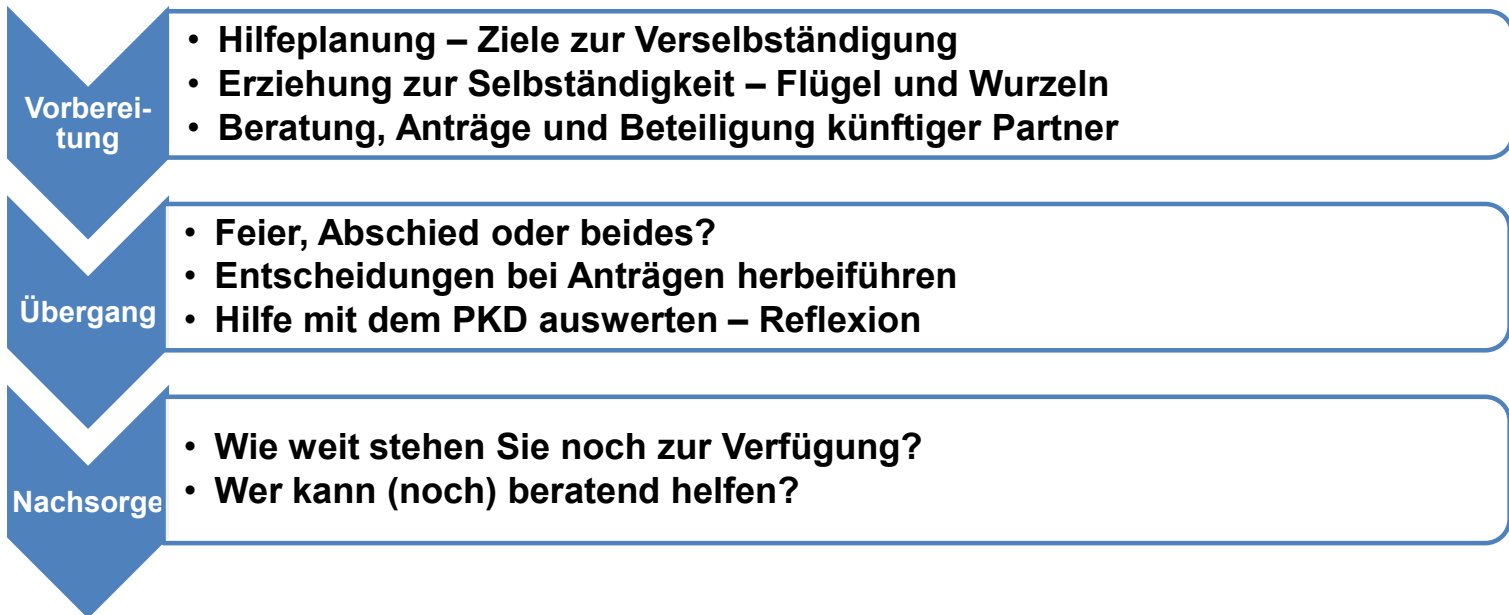 Vorberei-
tung
• Hilfeplanung – Ziele zur Verselbständigung
• Erziehung zur Selbständigkeit – Flügel und Wurzeln
• Beratung, Anträge und Beteiligung künftiger Partner
Übergang
• Feier, Abschied oder beides?
• Entscheidungen bei Anträgen herbeiführen
• Hilfe mit dem PKD auswerten – Reflexion
Nachsorge
• Wie weit stehen Sie noch zur Verfügung?
• Wer kann (noch) beratend helfen?